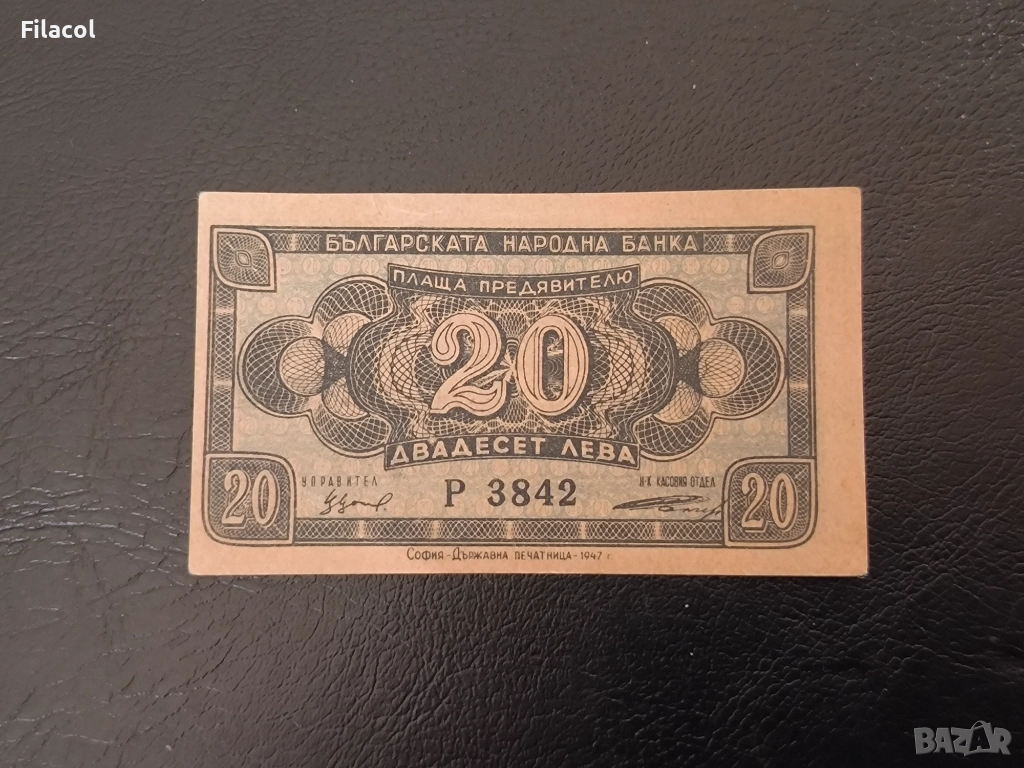 Filacol
БЪЛГАРСКАТА НАРОДНА БАНКА
ПЛАЩА ПРЕДЯВИТЕЛЮ
20
ДВАДЕСЕТ ЛЕВА
УПРАВИТЕЛ
Н-К КАСОВИЯ ОТДЕЛ
20
Р 3842
20
СОФИЯ - ДЪРЖАВНА ПЕЧАТНИЦА - 1947 г.
BAZAR